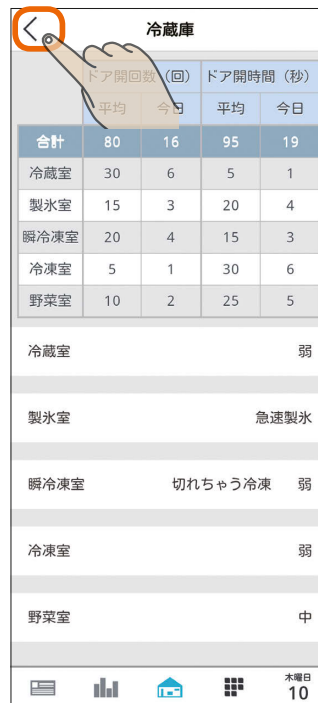 冷蔵庫
ドア開回数（回） ドア開時間（秒）
平均 今日 平均 今日
合計 80 16 95 19
冷蔵室 30 6 5 1
製氷室 15 3 20 4
瞬冷凍室 20 4 15 3
冷凍室 5 1 30 6
野菜室 10 2 25 5
冷蔵室 弱
製氷室 急速製氷
瞬冷凍室 切れちゃう冷凍 弱
冷凍室 弱
野菜室 中
木曜日
10